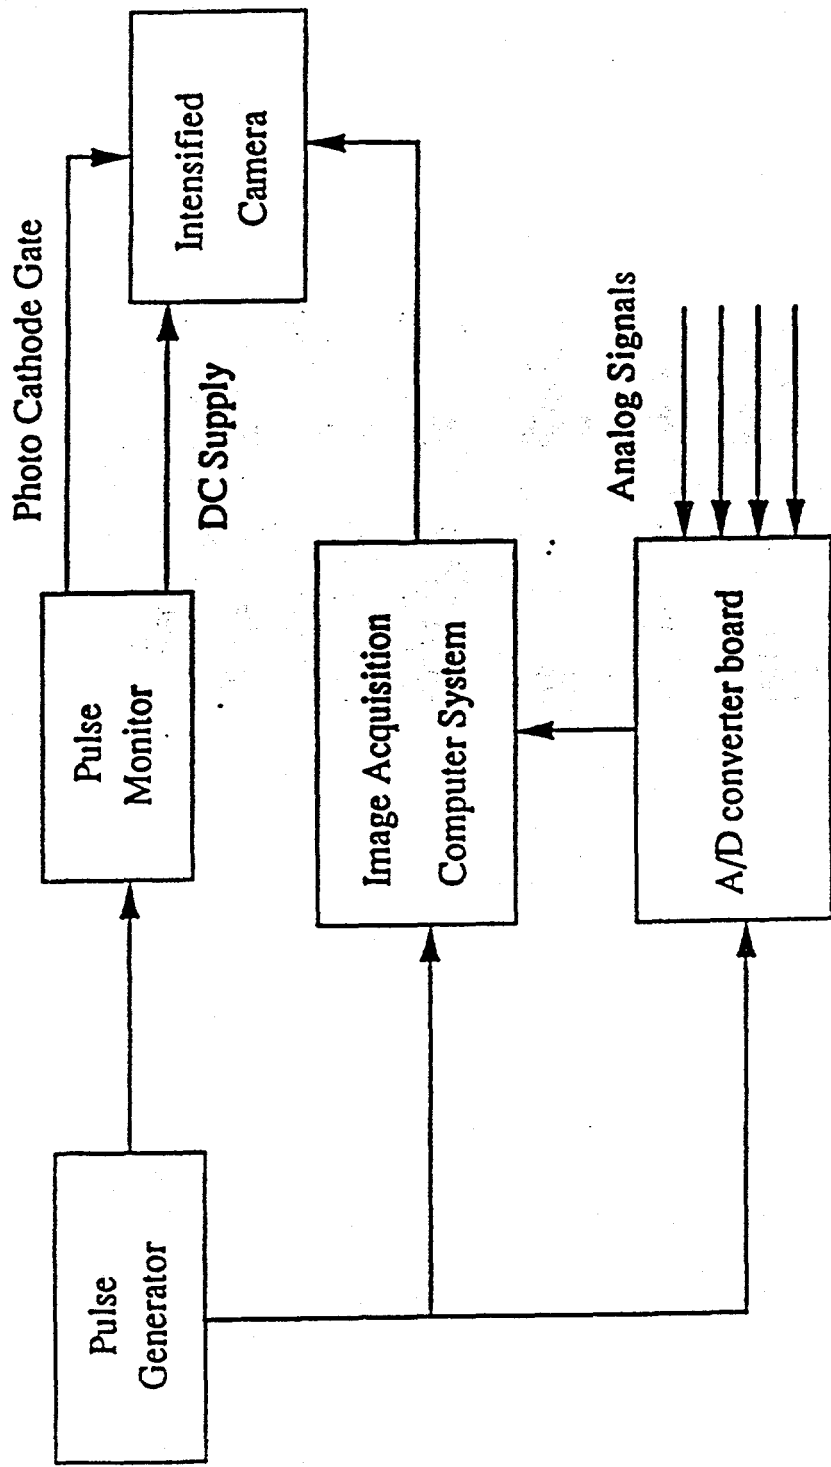 Photo Cathode Gate
Pulse
Generator
Pulse
Monitor
DC Supply
Intensified
Camera
Image Acquisition
Computer System
Analog Signals
A/D converter board